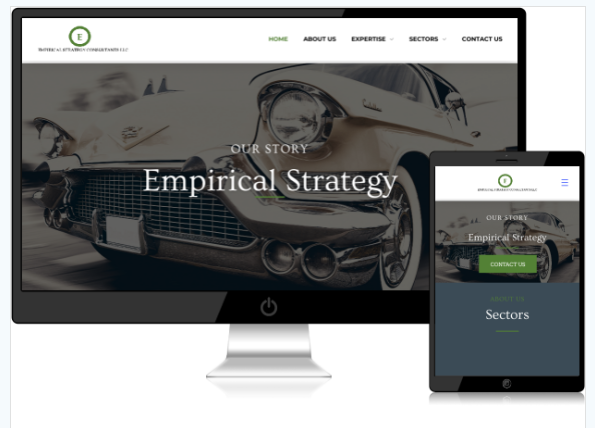 E
EMPIRICAL STRATEGY CONSULTANTS LLC
HOME ABOUT US EXPERTISE SECTORS CONTACT US
OUR STORY
Empirical Strategy
E
EMPIRICAL STRATEGY CONSULTANTS LLC
OUR STORY
Empirical Strategy
CONTACT US
ABOUT US
Sectors